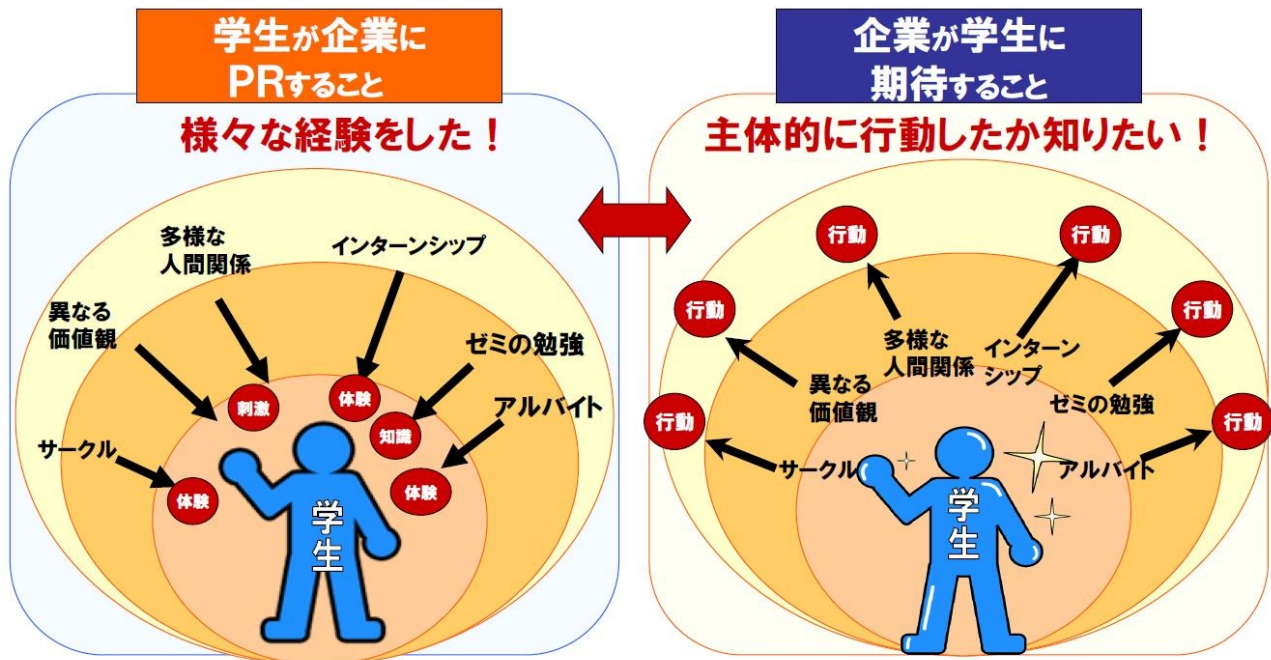 学生が企業に
PRすること
様々な経験をした！
多様な
人間関係
インターンシップ
異なる
価値観
ゼミの勉強
アルバイト
サークル
刺激
体験
知識
体験
体験
学生
企業が学生に
期待すること
主体的に行動したか知りたい！
行動
行動
行動
行動
行動
行動
多様な
人間関係
インターン
シップ
異なる
価値観
ゼミの勉強
サークル
アルバイト
学生